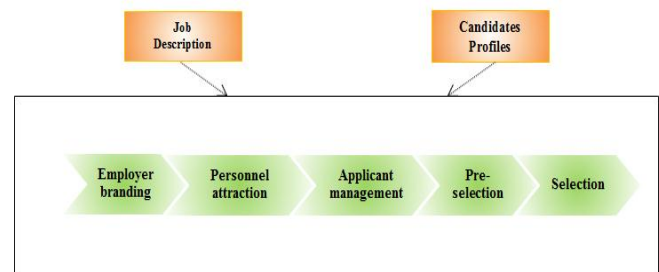 Job
Description
Candidates
Profiles
Employer
branding
Personnel
attraction
Applicant
management
Pre-
selection
Selection